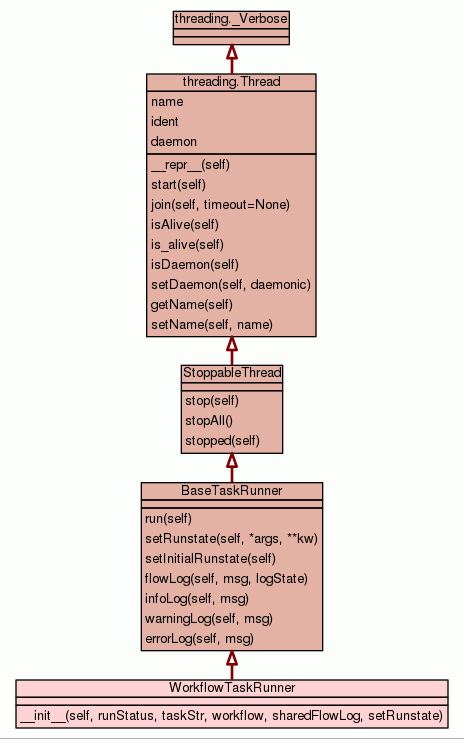 threading._Verbose
threading.Thread
name
ident
daemon
__repr__(self)
start(self)
join(self, timeout=None)
isAlive(self)
is_alive(self)
isDaemon(self)
setDaemon(self, daemonic)
getName(self)
setName(self, name)
StoppableThread
stop(self)
stopAll()
stopped(self)
BaseTaskRunner
run(self)
setRunstate(self, *args, **kw)
setInitialRunstate(self)
flowLog(self, msg, logState)
infoLog(self, msg)
warningLog(self, msg)
errorLog(self, msg)
WorkflowTaskRunner
__init__(self, runStatus, taskStr, workflow, sharedFlowLog, setRunstate)